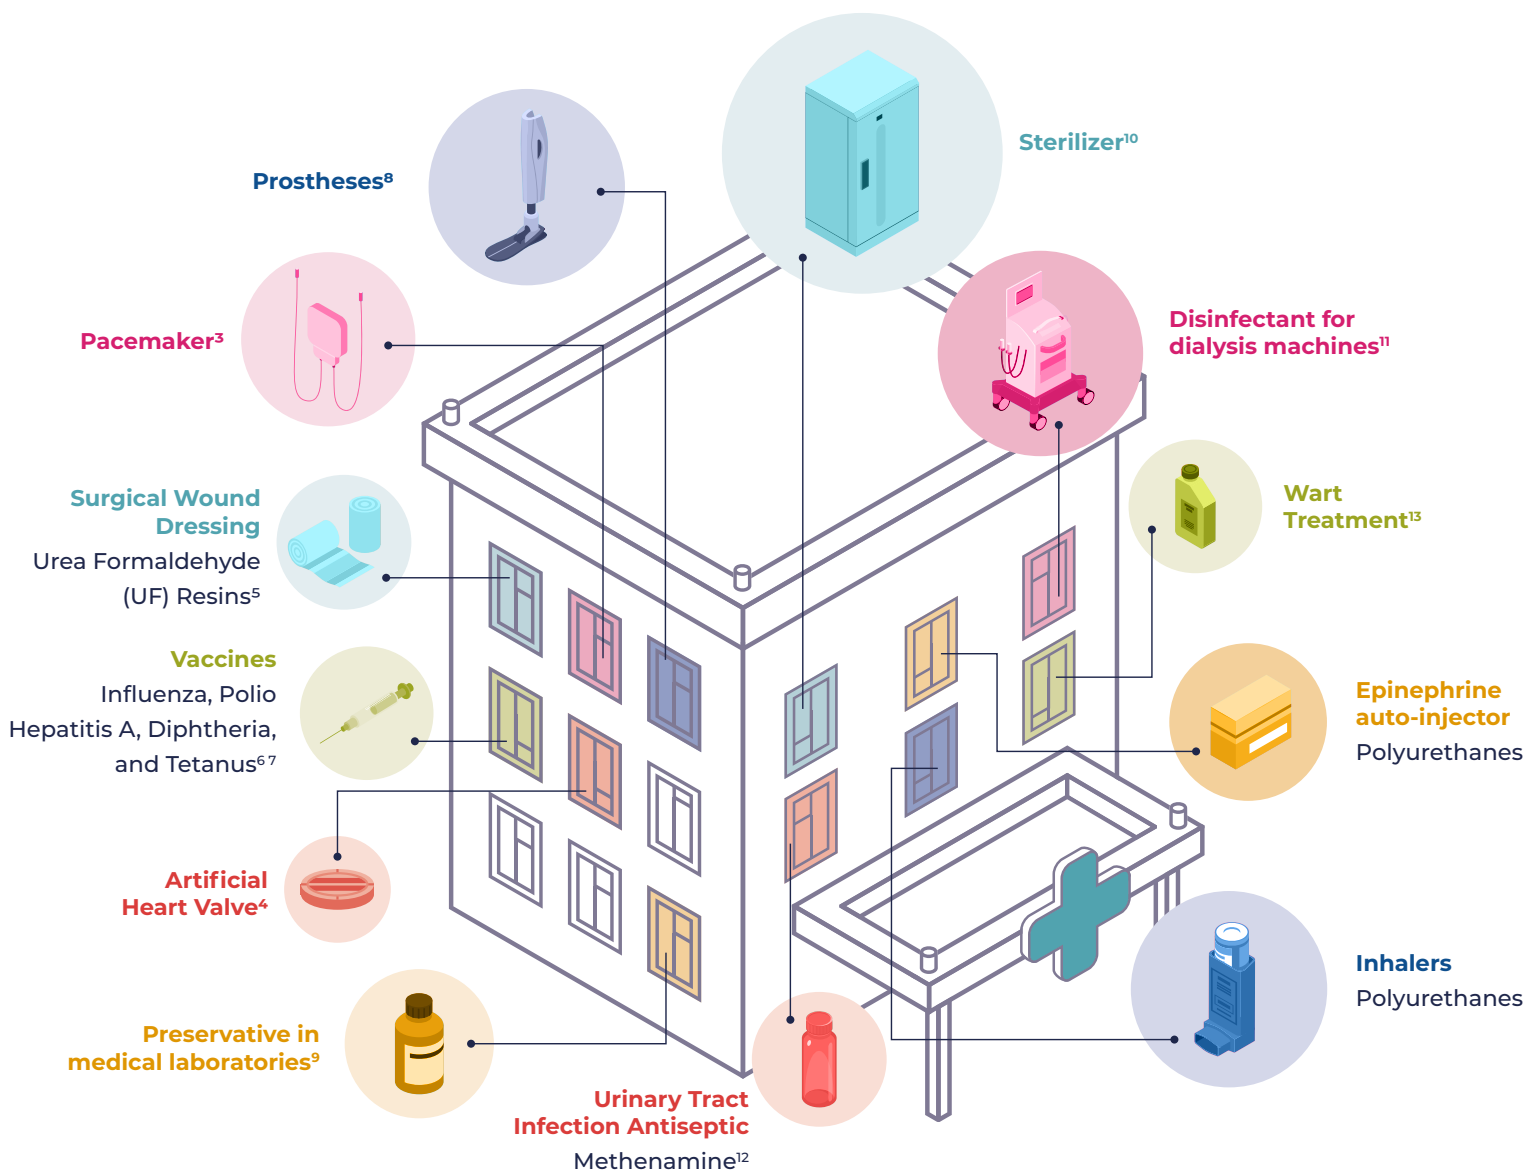 Sterilizer¹⁰
Prostheses⁸
Disinfectant for
dialysis machines¹¹
Pacemaker³
Surgical Wound
Dressing
Urea Formaldehyde
(UF) Resins⁵
Wart
Treatment¹³
Vaccines
Influenza, Polio
Hepatitis A, Diphtheria,
and Tetanus⁶ ⁷
Epinephrine
auto-injector
Polyurethanes
Artificial
Heart Valve⁴
Inhalers
Polyurethanes
Preservative in
medical laboratories⁹
Urinary Tract
Infection Antiseptic
Methenamine¹²